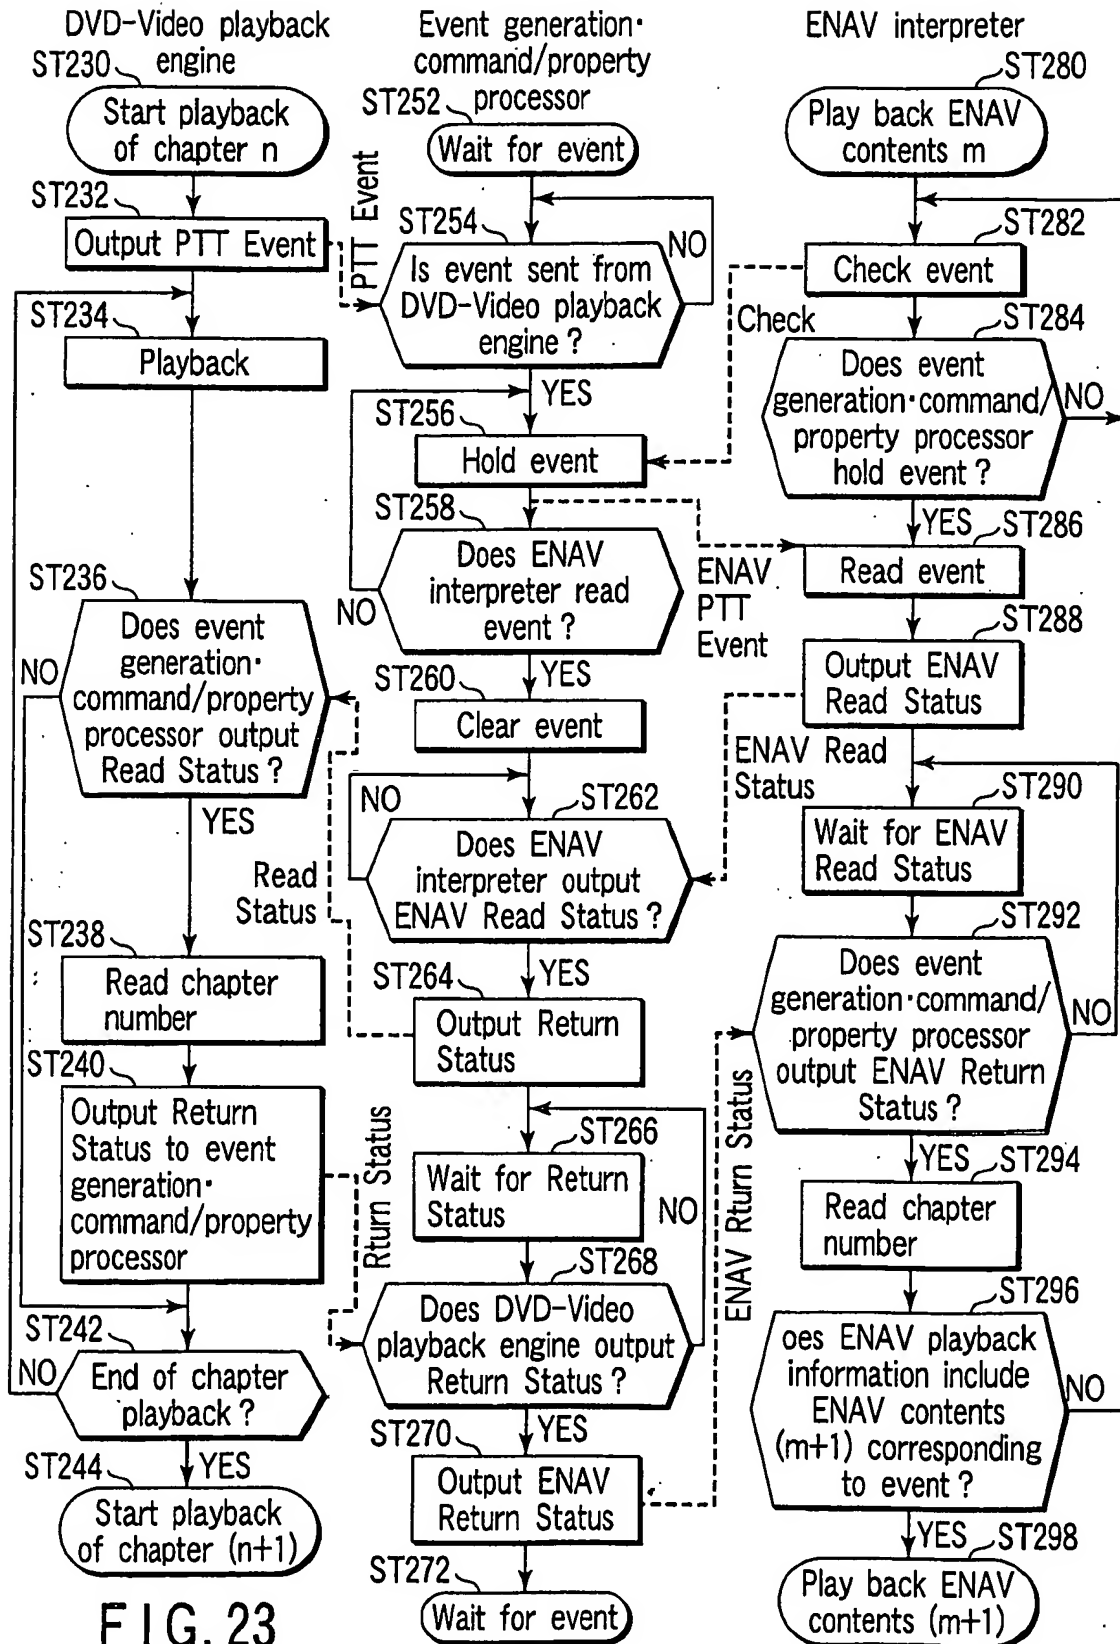 DVD-Video playback
engine
ST230
Start playback
of chapter n
ST232
Output PTT Event
PTT Event
ST234
Playback
ST236
Does event
generation·
command/property
processor output
Read Status?
NO
YES
Read
Status
ST238
Read chapter
number
ST240
Output Return
Status to event
generation·
command/property
processor
Rturn Status
ST242
NO
End of chapter
playback?
YES
ST244
Start playback
of chapter (n+1)
Event generation·
command/property
processor
ST252
Wait for event
ST254
NO
Is event sent from
DVD-Video playback
engine?
YES
ST256
Hold event
ST258
Does ENAV
interpreter read
event?
NO
YES
ST260
Clear event
NO
ST262
Does ENAV
interpreter output
ENAV Read Status?
YES
ST264
Output Return
Status
ST266
Wait for Return
Status
NO
ST268
Does DVD-Video
playback engine output
Return Status?
YES
ST270
Output ENAV
Return Status
ST272
Wait for event
ENAV interpreter
ST280
Play back ENAV
contents m
ST282
Check event
Check
ST284
Does event
generation·command/
property processor
hold event?
NO
YES
ST286
Read event
ENAV
PTT
Event
ST288
Output ENAV
Read Status
ENAV Read
Status
ST290
Wait for ENAV
Read Status
ST292
Does event
generation·command/
property processor
output ENAV Return
Status?
NO
ENAV Rturn Status
YES
ST294
Read chapter
number
ST296
oes ENAV playback
information include
ENAV contents
(m+1) corresponding
to event?
NO
YES
ST298
Play back ENAV
contents (m+1)
FIG. 23